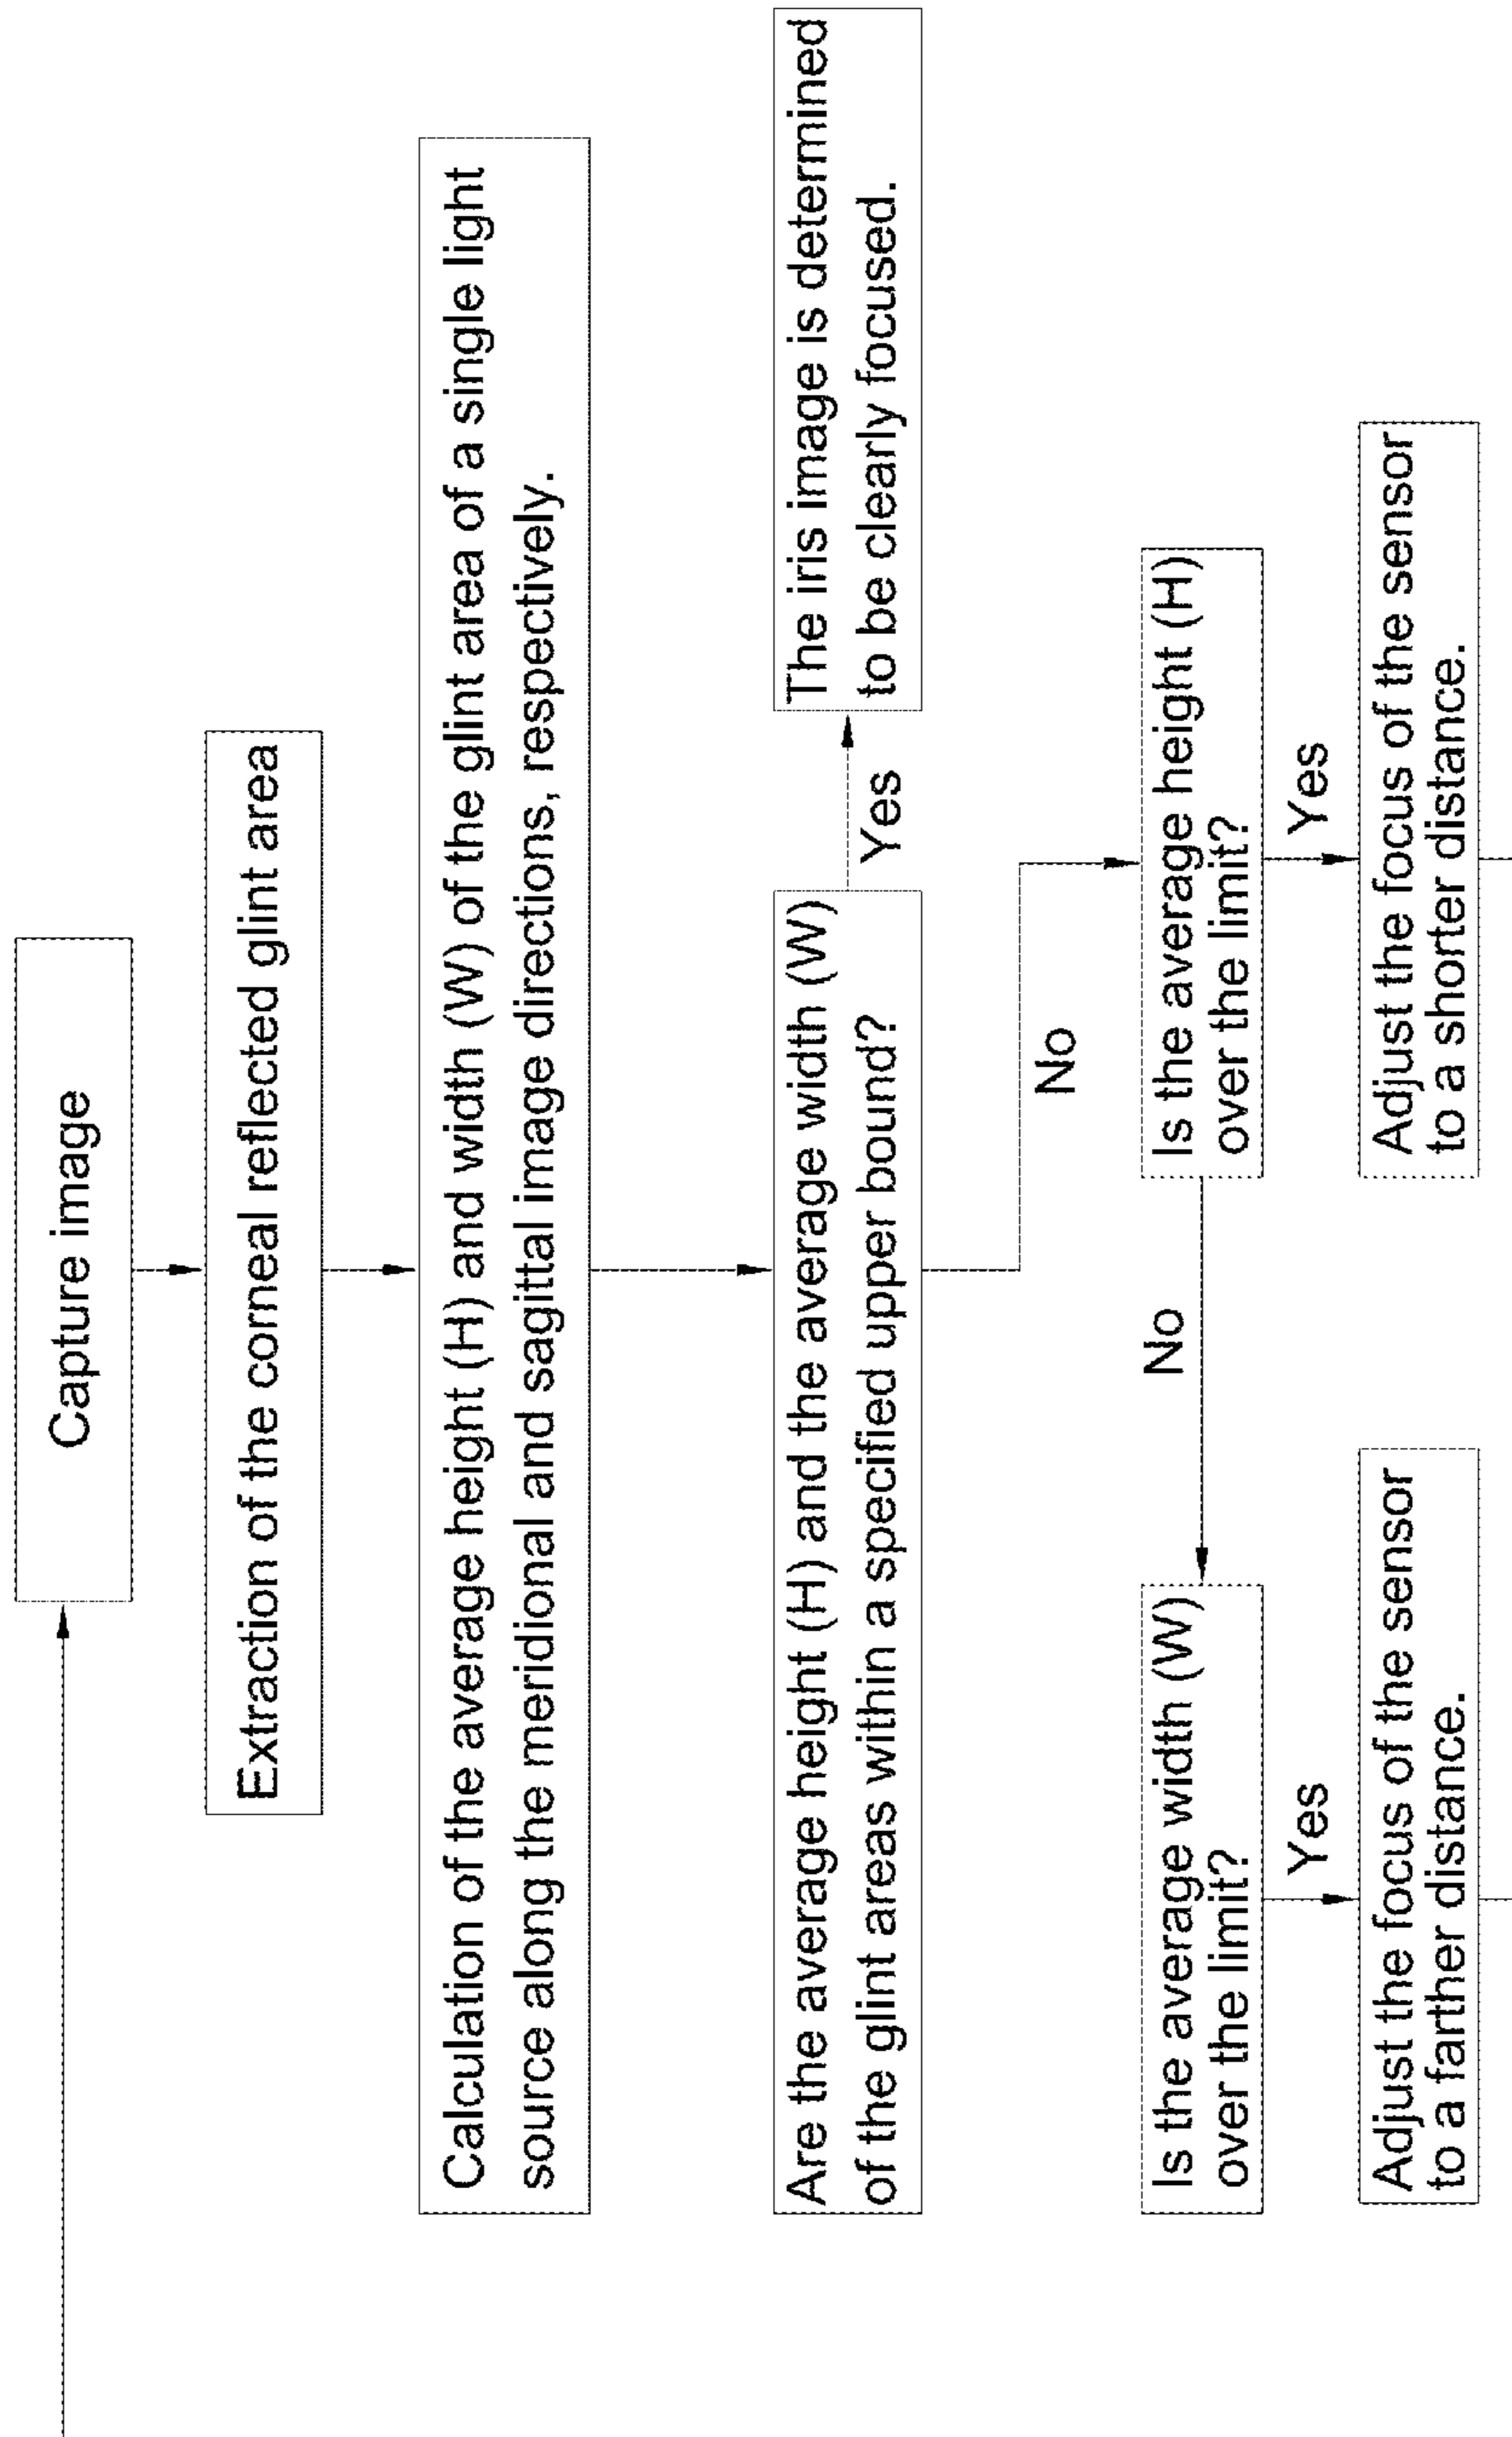 Capture image
Extraction of the corneal reflected glint area
Calculation of the average height (H) and width (W) of the glint area of a single light
source along the meridional and sagittal image directions, respectively.
Are the average height (H) and the average width (W)
of the glint areas within a specified upper bound?
Yes
The iris image is determined
to be clearly focused.
No
Is the average height (H)
over the limit?
No
Is the average width (W)
over the limit?
Yes
Yes
Adjust the focus of the sensor
to a farther distance.
Adjust the focus of the sensor
to a shorter distance.